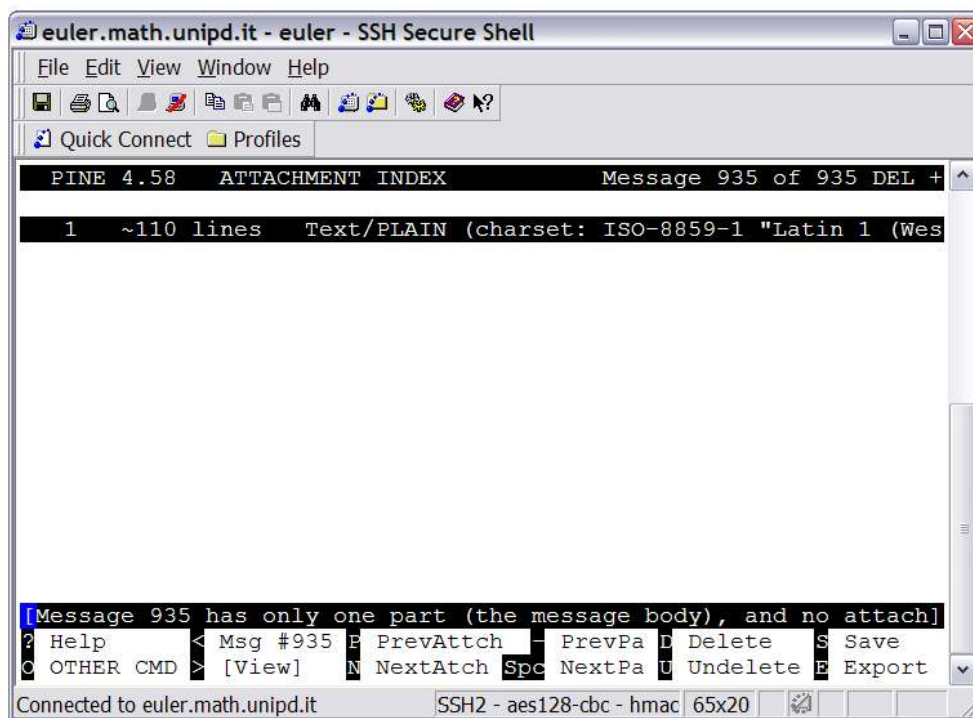 euler.math.unipd.it - euler - SSH Secure Shell
File Edit View Window Help
Quick Connect Profiles
PINE 4.58 ATTACHMENT INDEX Message 935 of 935 DEL +
1 ~110 lines Text/PLAIN (charset: ISO-8859-1 "Latin 1 (Wes
[Message 935 has only one part (the message body), and no attach]
? Help < Msg #935 P PrevAttch - PrevPa D Delete S Save
O OTHER CMD > [View] N NextAtch Spc NextPa U Undelete E Export
Connected to euler.math.unipd.it SSH2 - aes128-cbc - hmac 65x20